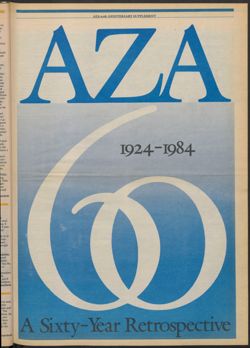 AZA 60th ANNIVERSARY SUPPLEMENT
AZA
1924-1984
60
A Sixty-Year Retrospective